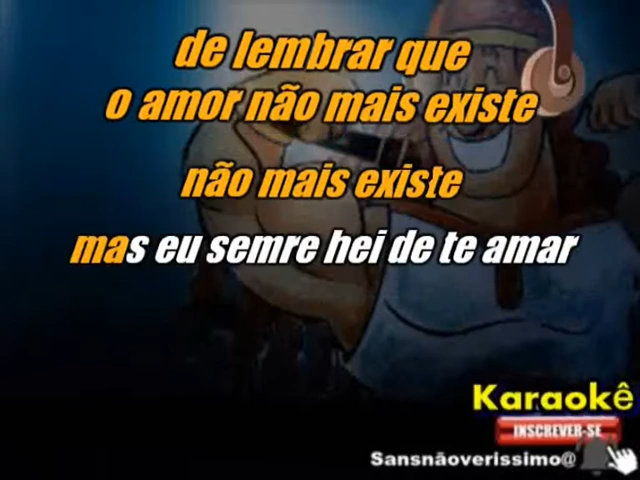 de lembrar que
o amor não mais existe
não mais existe
mas eu semre hei de te amar
Karaokê
INSCREVER-SE
Sansnãoverissimo@